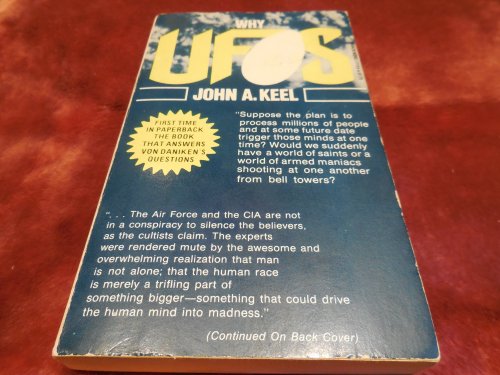 WHY
UFOS
JOHN A. KEEL
FIRST TIME
IN PAPERBACK
THE BOOK
THAT ANSWERS
VON DANIKEN'S
QUESTIONS
"Suppose the plan is to
process millions of people
and at some future date
trigger those minds at one
time? Would we suddenly
have a world of saints or a
world of armed maniacs
shooting at one another
from bell towers?
". . . The Air Force and the CIA are not
in a conspiracy to silence the believers,
as the cultists claim. The experts
were rendered mute by the awesome and
overwhelming realization that man
is not alone; that the human race
is merely a trifling part of
something bigger—something that could drive
the human mind into madness."
(Continued On Back Cover)